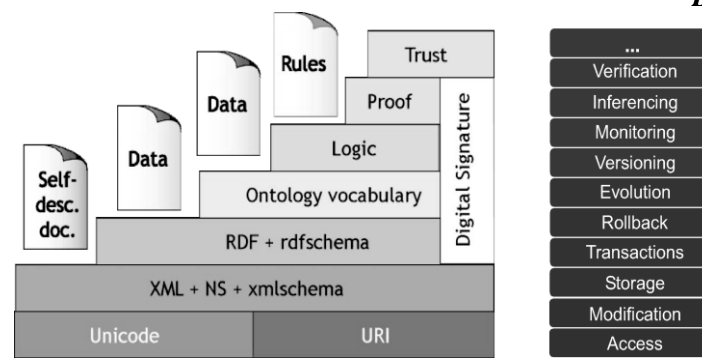 Trust
Rules
Proof
Data
Logic
Data
Digital Signature
Self-
desc.
doc.
Ontology vocabulary
RDF + rdfschema
XML + NS + xmlschema
Unicode
URI
...
Verification
Inferencing
Monitoring
Versioning
Evolution
Rollback
Transactions
Storage
Modification
Access